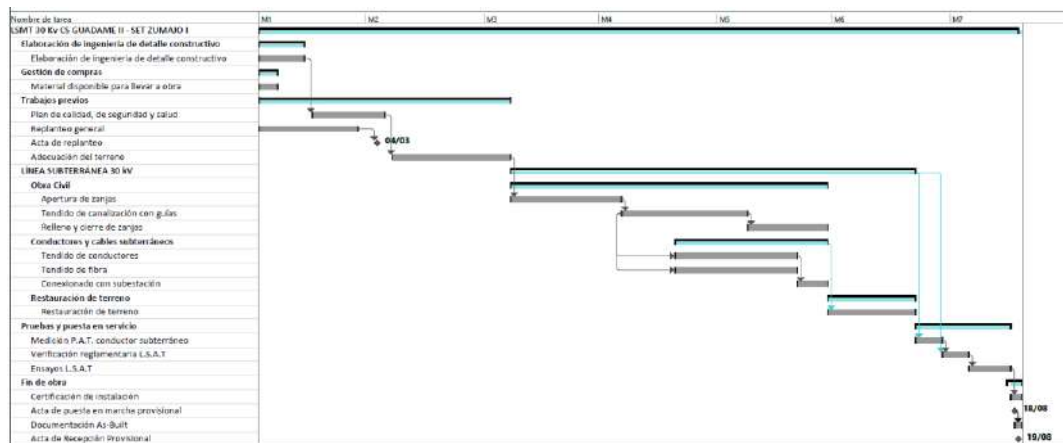 Nombre de tarea M1 M2 M3 M4 M5 M6 M7
LSMT 30 Kv CS GUADAME II - SET ZUMAJO I
Elaboración de ingeniería de detalle constructivo
Elaboración de ingeniería de detalle constructivo
Gestión de compras
Material disponible para llevar a obra
Trabajos previos
Plan de calidad, de seguridad y salud
Replanteo general
Acta de replanteo 04/03
Adecuación del terreno
LÍNEA SUBTERRÁNEA 30 kV
Obra Civil
Apertura de zanjas
Tendido de canalización con guías
Relleno y cierre de zanjas
Conductores y cables subterráneos
Tendido de conductores
Tendido de fibra
Conexionado con subestación
Restauración de terreno
Restauración de terreno
Pruebas y puesta en servicio
Medición P.A.T. conductor subterráneo
Verificación reglamentaria L.S.A.T
Ensayos L.S.A.T
Fin de obra
Certificación de instalación
Acta de puesta en marcha provisional 18/08
Documentación As-Built
Acta de Recepción Provisional 19/08